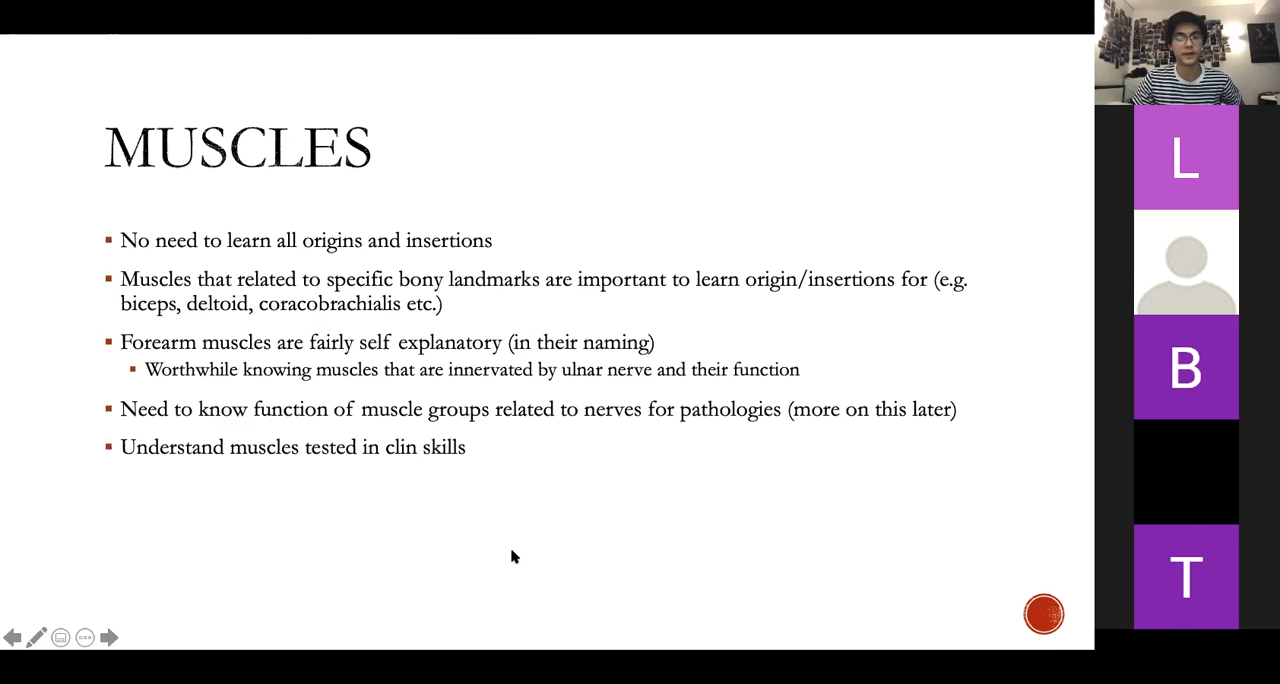 MUSCLES
No need to learn all origins and insertions
Muscles that related to specific bony landmarks are important to learn origin/insertions for (e.g.
biceps, deltoid, coracobrachialis etc.)
Forearm muscles are fairly self explanatory (in their naming)
Worthwhile knowing muscles that are innervated by ulnar nerve and their function
Need to know function of muscle groups related to nerves for pathologies (more on this later)
Understand muscles tested in clin skills
L
B
T